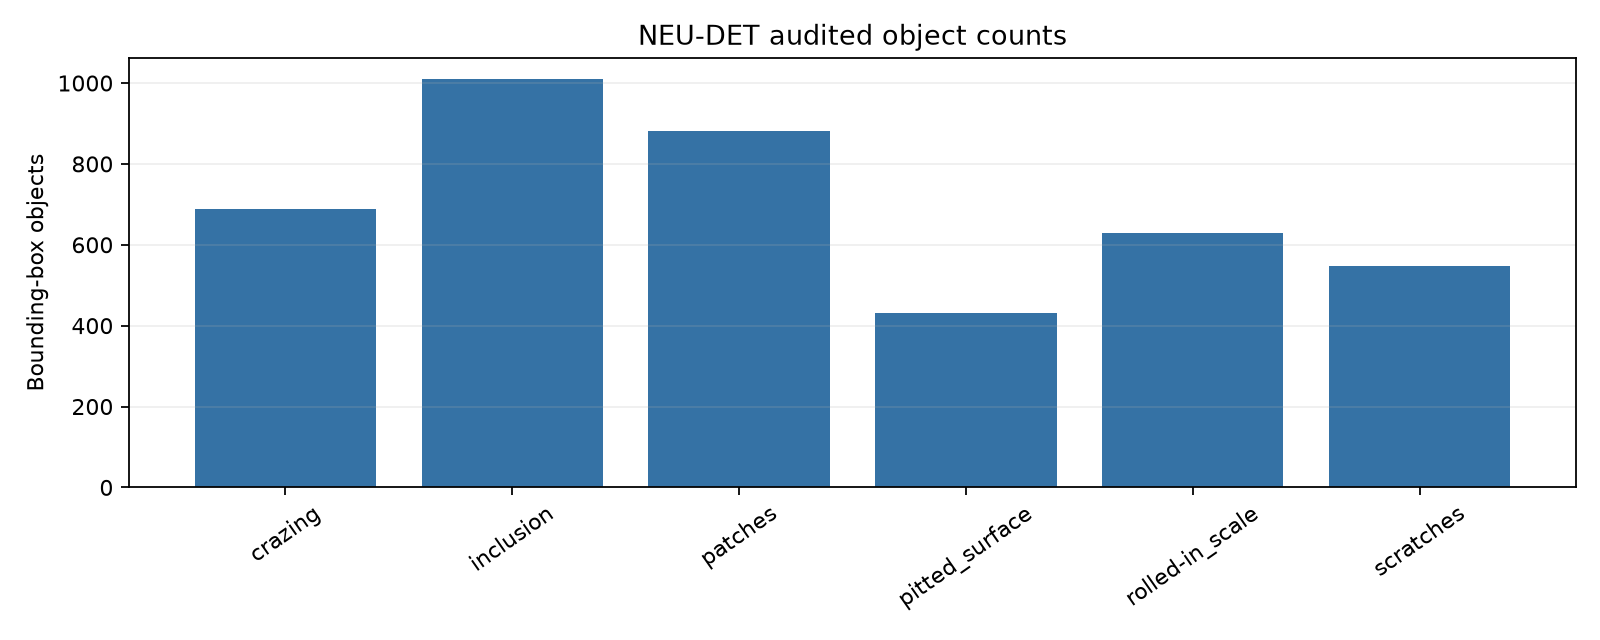 NEU-DET audited object counts
Bounding-box objects
1000
800
600
400
200
0
crazing
inclusion
patches
pitted_surface
rolled-in_scale
scratches